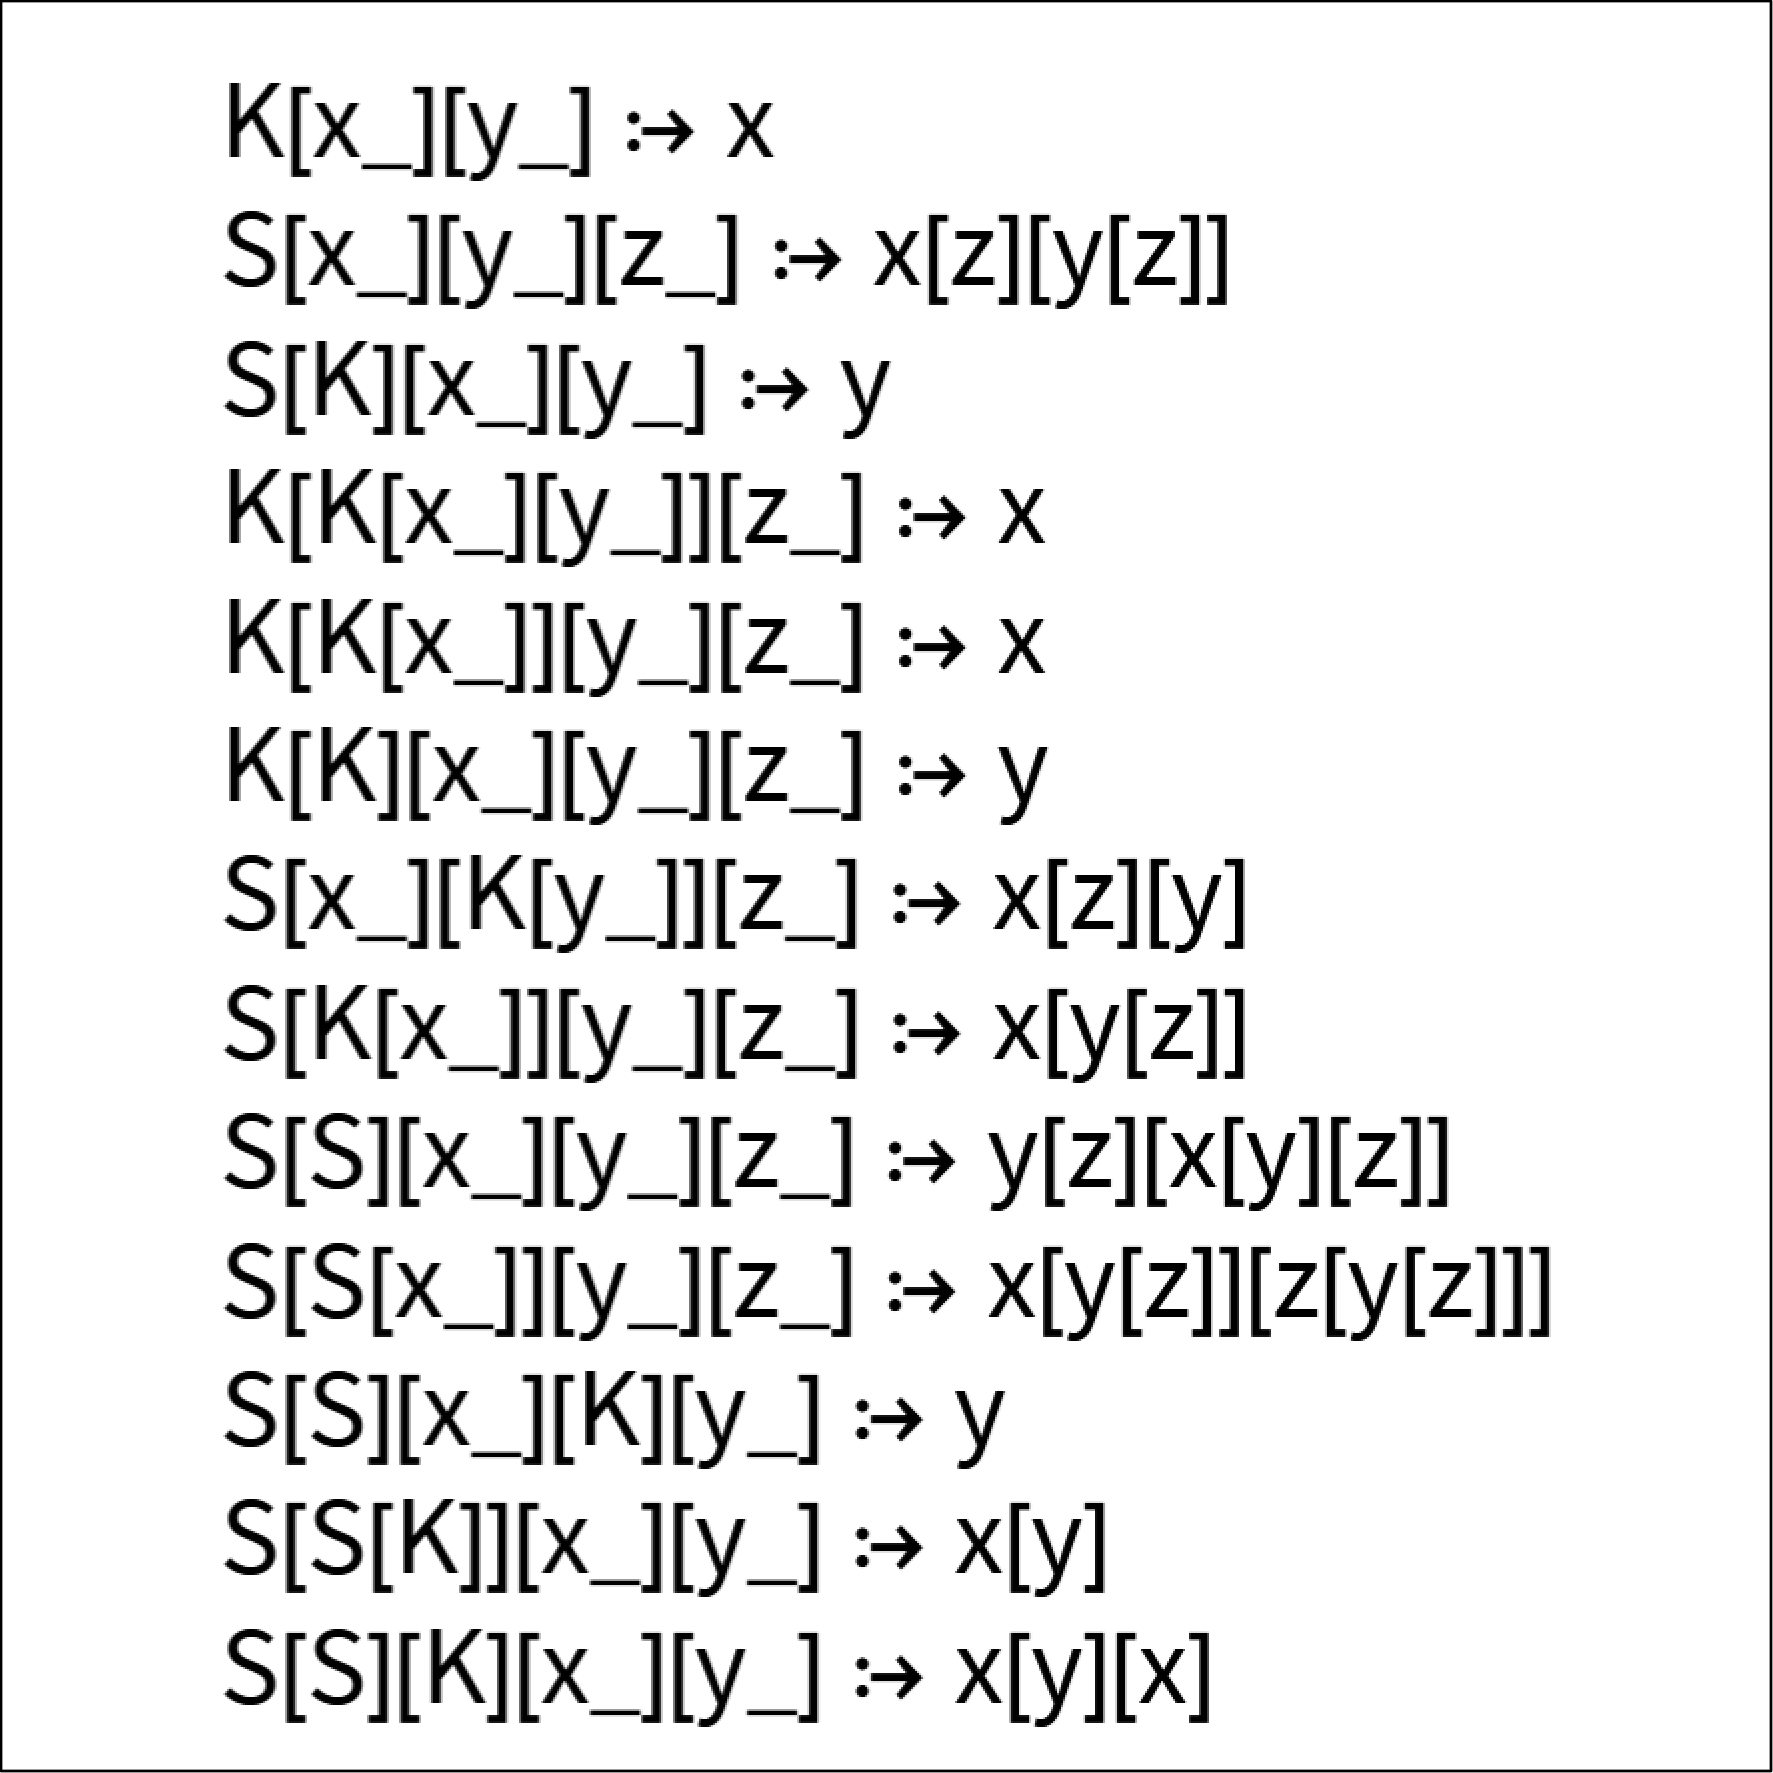 K[x_][y_] :→ x
S[x_][y_][z_] :→ x[z][y[z]]
S[K][x_][y_] :→ y
K[K[x_][y_]][z_] :→ x
K[K[x_]][y_][z_] :→ x
K[K][x_][y_][z_] :→ y
S[x_][K[y_]][z_] :→ x[z][y]
S[K[x_]][y_][z_] :→ x[y[z]]
S[S][x_][y_][z_] :→ y[z][x[y][z]]
S[S[x_]][y_][z_] :→ x[y[z]][z[y[z]]]
S[S][x_][K][y_] :→ y
S[S[K]][x_][y_] :→ x[y]
S[S][K][x_][y_] :→ x[y][x]